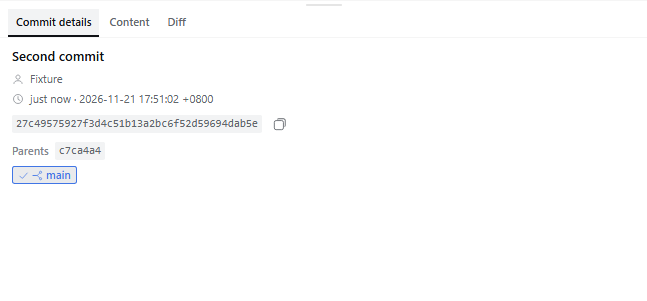 Commit details Content Diff
Second commit
Fixture
just now · 2026-11-21 17:51:02 +0800
27c49575927f3d4c51b13a2bc6f52d59694dab5e
Parents c7ca4a4
main